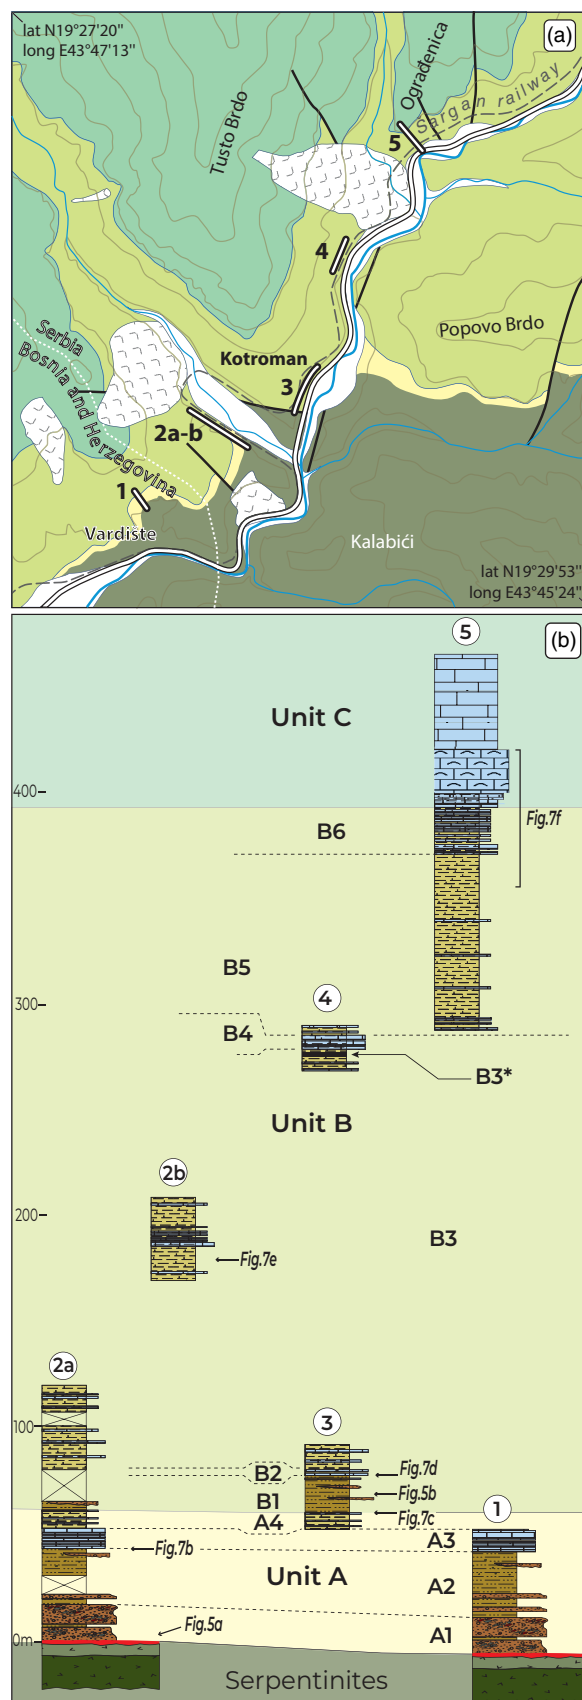 lat N19°27'20"
long E43°47'13''
(a)
Tusto Brdo
Ograđenica
Sargan railway
5
4
Popovo Brdo
Serbia
Bosnia and Herzegovina
Kotroman
3
2a-b
1
Vardište
Kalabići
lat N19°29'53"
long E43°45'24"
(b)
5
Unit C
400
B6
Fig.7f
B5
4
300
B4
B3*
Unit B
2b
200
B3
Fig.7e
2a
3
100
B2
Fig.7d
B1
Fig.5b
A4
Fig.7c
1
A3
Fig.7b
Unit A
A2
0m
Fig.5a
A1
Serpentinites